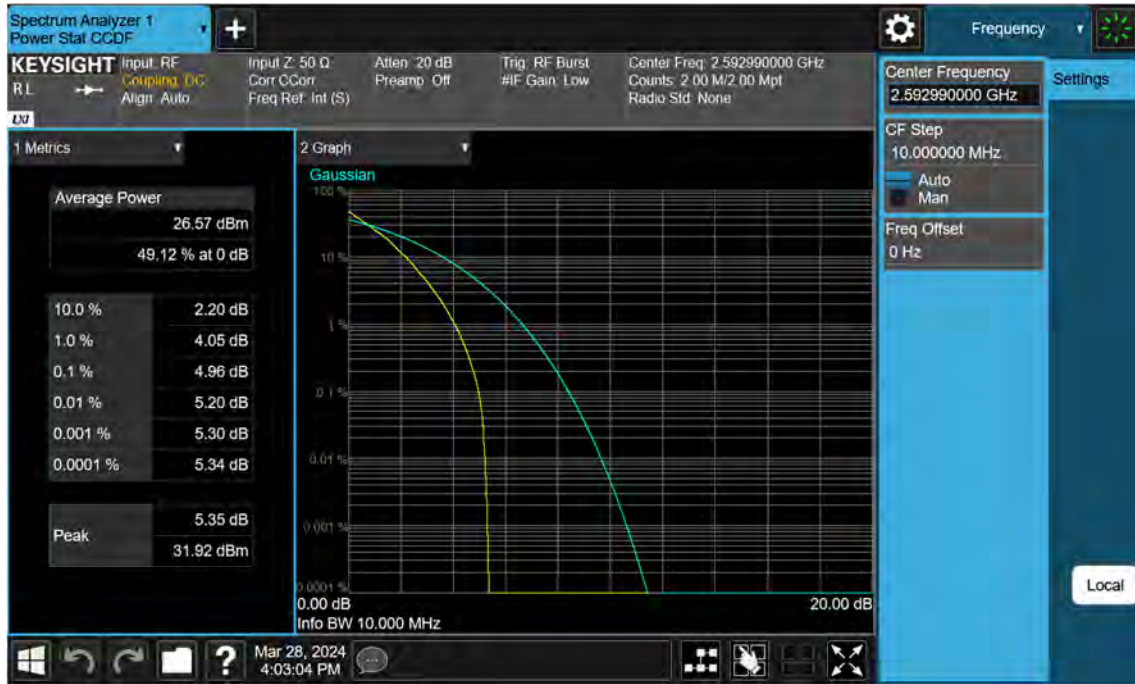 Spectrum Analyzer 1
Power Stat CCDF
+
Frequency
KEYSIGHT
RL
LXI
Input: RF
Coupling: DC
Align: Auto
Input Z: 50 Ω
Corr CCorr
Freq Ref: Int (S)
Atten: 20 dB
Preamp: Off
Trig: RF Burst
#IF Gain: Low
Center Freq: 2.592990000 GHz
Counts: 2.00 M/2.00 Mpt
Radio Std: None
Center Frequency
2.592990000 GHz
Settings
CF Step
10.000000 MHz
Auto
Man
Freq Offset
0 Hz
Local
1 Metrics
Average Power
26.57 dBm
49.12 % at 0 dB
10.0 % 2.20 dB
1.0 % 4.05 dB
0.1 % 4.96 dB
0.01 % 5.20 dB
0.001 % 5.30 dB
0.0001 % 5.34 dB
Peak
5.35 dB
31.92 dBm
2 Graph
Gaussian
100 %
10 %
1 %
0.1 %
0.01 %
0.001 %
0.0001 %
0.00 dB 20.00 dB
Info BW 10.000 MHz
?
Mar 28, 2024
4:03:04 PM